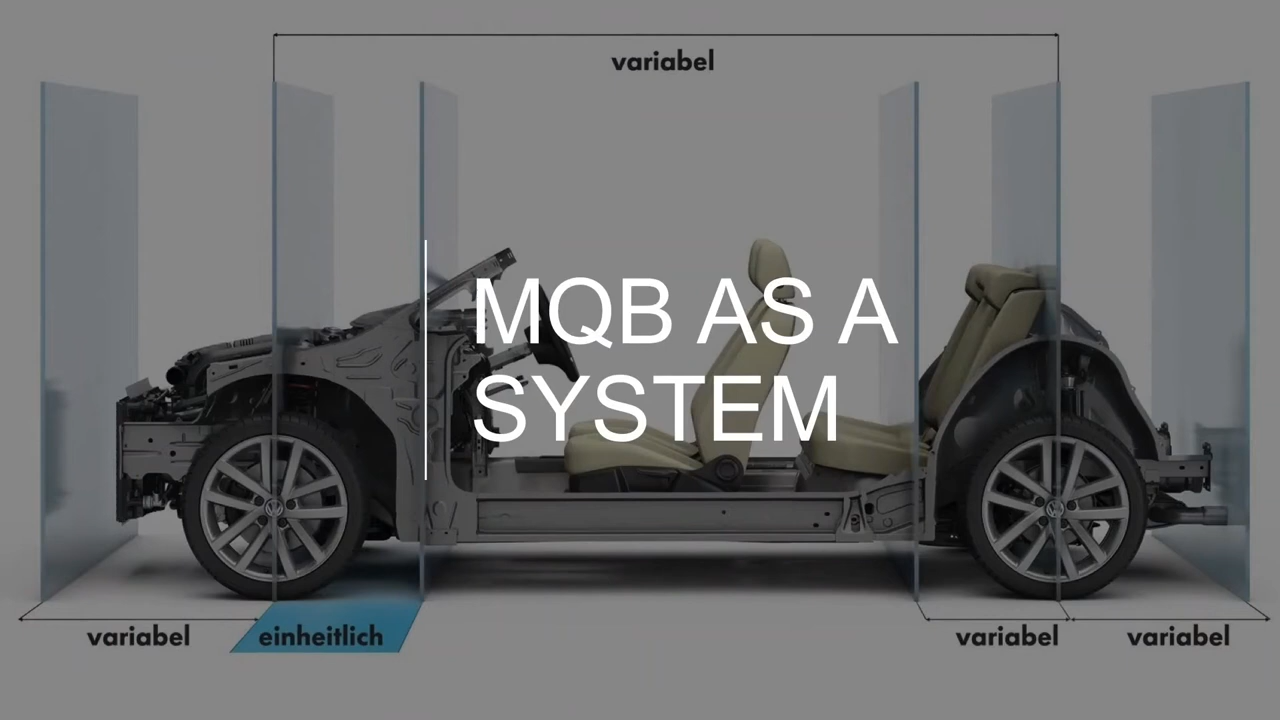 variabel
MQB AS A
SYSTEM
variabel
einheitlich
variabel
variabel